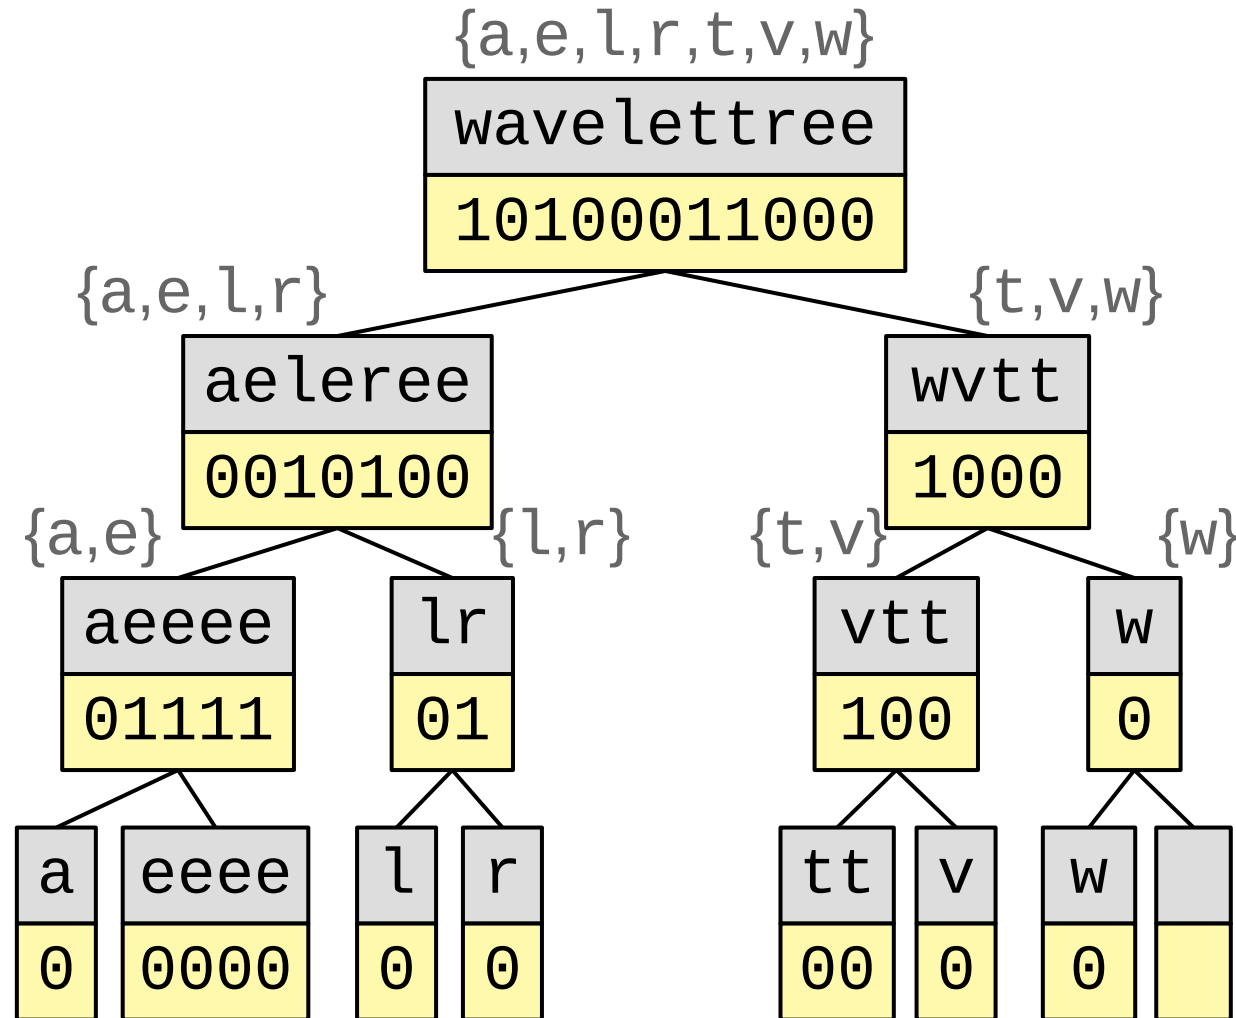 {a,e,l,r,t,v,w}
wavelettree
10100011000
{a,e,l,r} {t,v,w}
aeleree wvtt
0010100 1000
{a,e} {l,r} {t,v} {w}
aeeee lr vtt w
01111 01 100 0
a eeee l r tt v w
0 0000 0 0 00 0 0